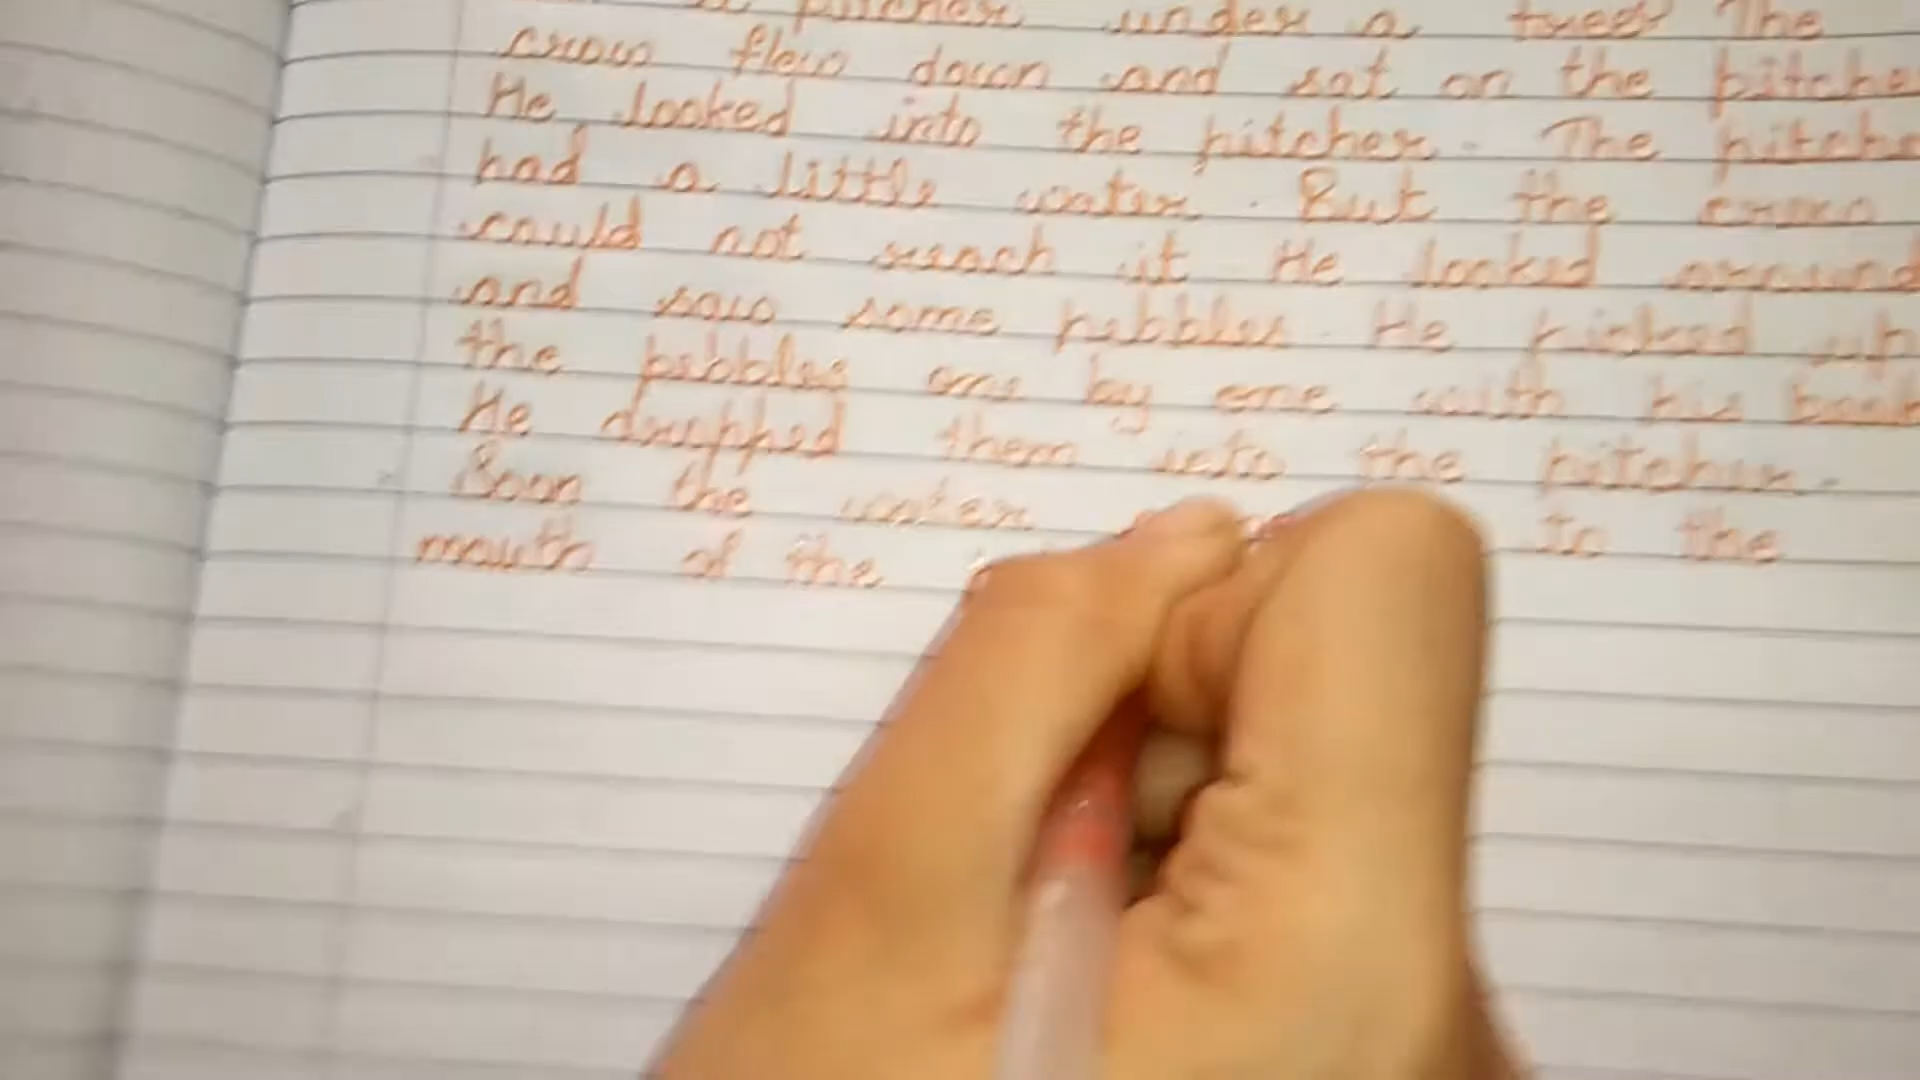 a pitcher under a tree. The
crow flew down and sat on the pitche
He looked into the pitcher. The pitche
had a little water. But the crow
could not reach it He looked around
and saw some pebbles. He picked up
the pebbles one by one with his beak
He dropped them into the pitcher.
Soon the water to the
mouth of the